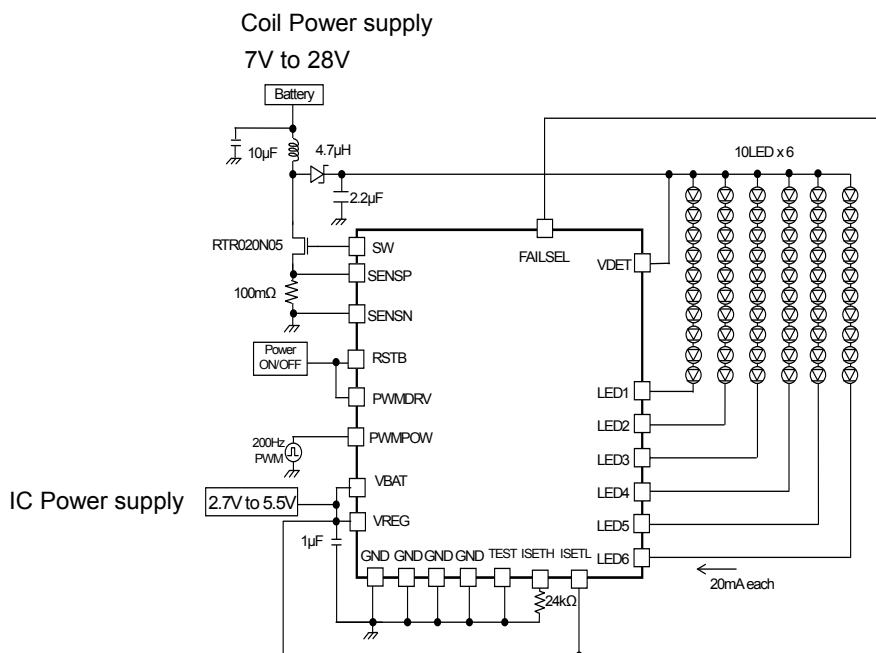 Coil Power supply
7V to 28V
Battery
10µF
4.7µH
2.2µF
10LED x 6
RTR020N05
100mΩ
SW
SENSP
SENSN
FAILSEL
VDET
Power
ON/OFF
RSTB
PWMDRV
200Hz
PWM
PWMPOW
LED1
LED2
LED3
LED4
LED5
LED6
IC Power supply
2.7V to 5.5V
VBAT
VREG
1µF
GND GND GND GND TEST ISETH ISETL
24kΩ
20mA each